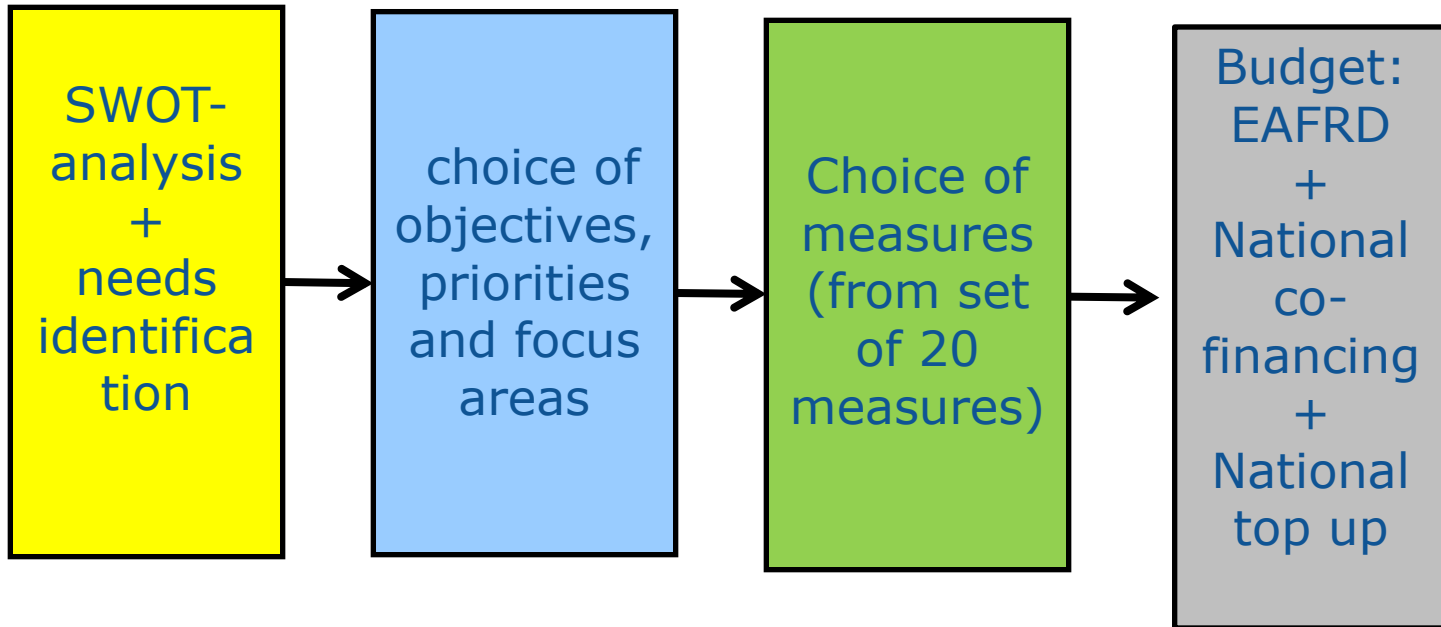 SWOT-
analysis
+
needs
identifica
tion
choice of
objectives,
priorities
and focus
areas
Choice of
measures
(from set
of 20
measures)
Budget:
EAFRD
+
National
co-
financing
+
National
top up